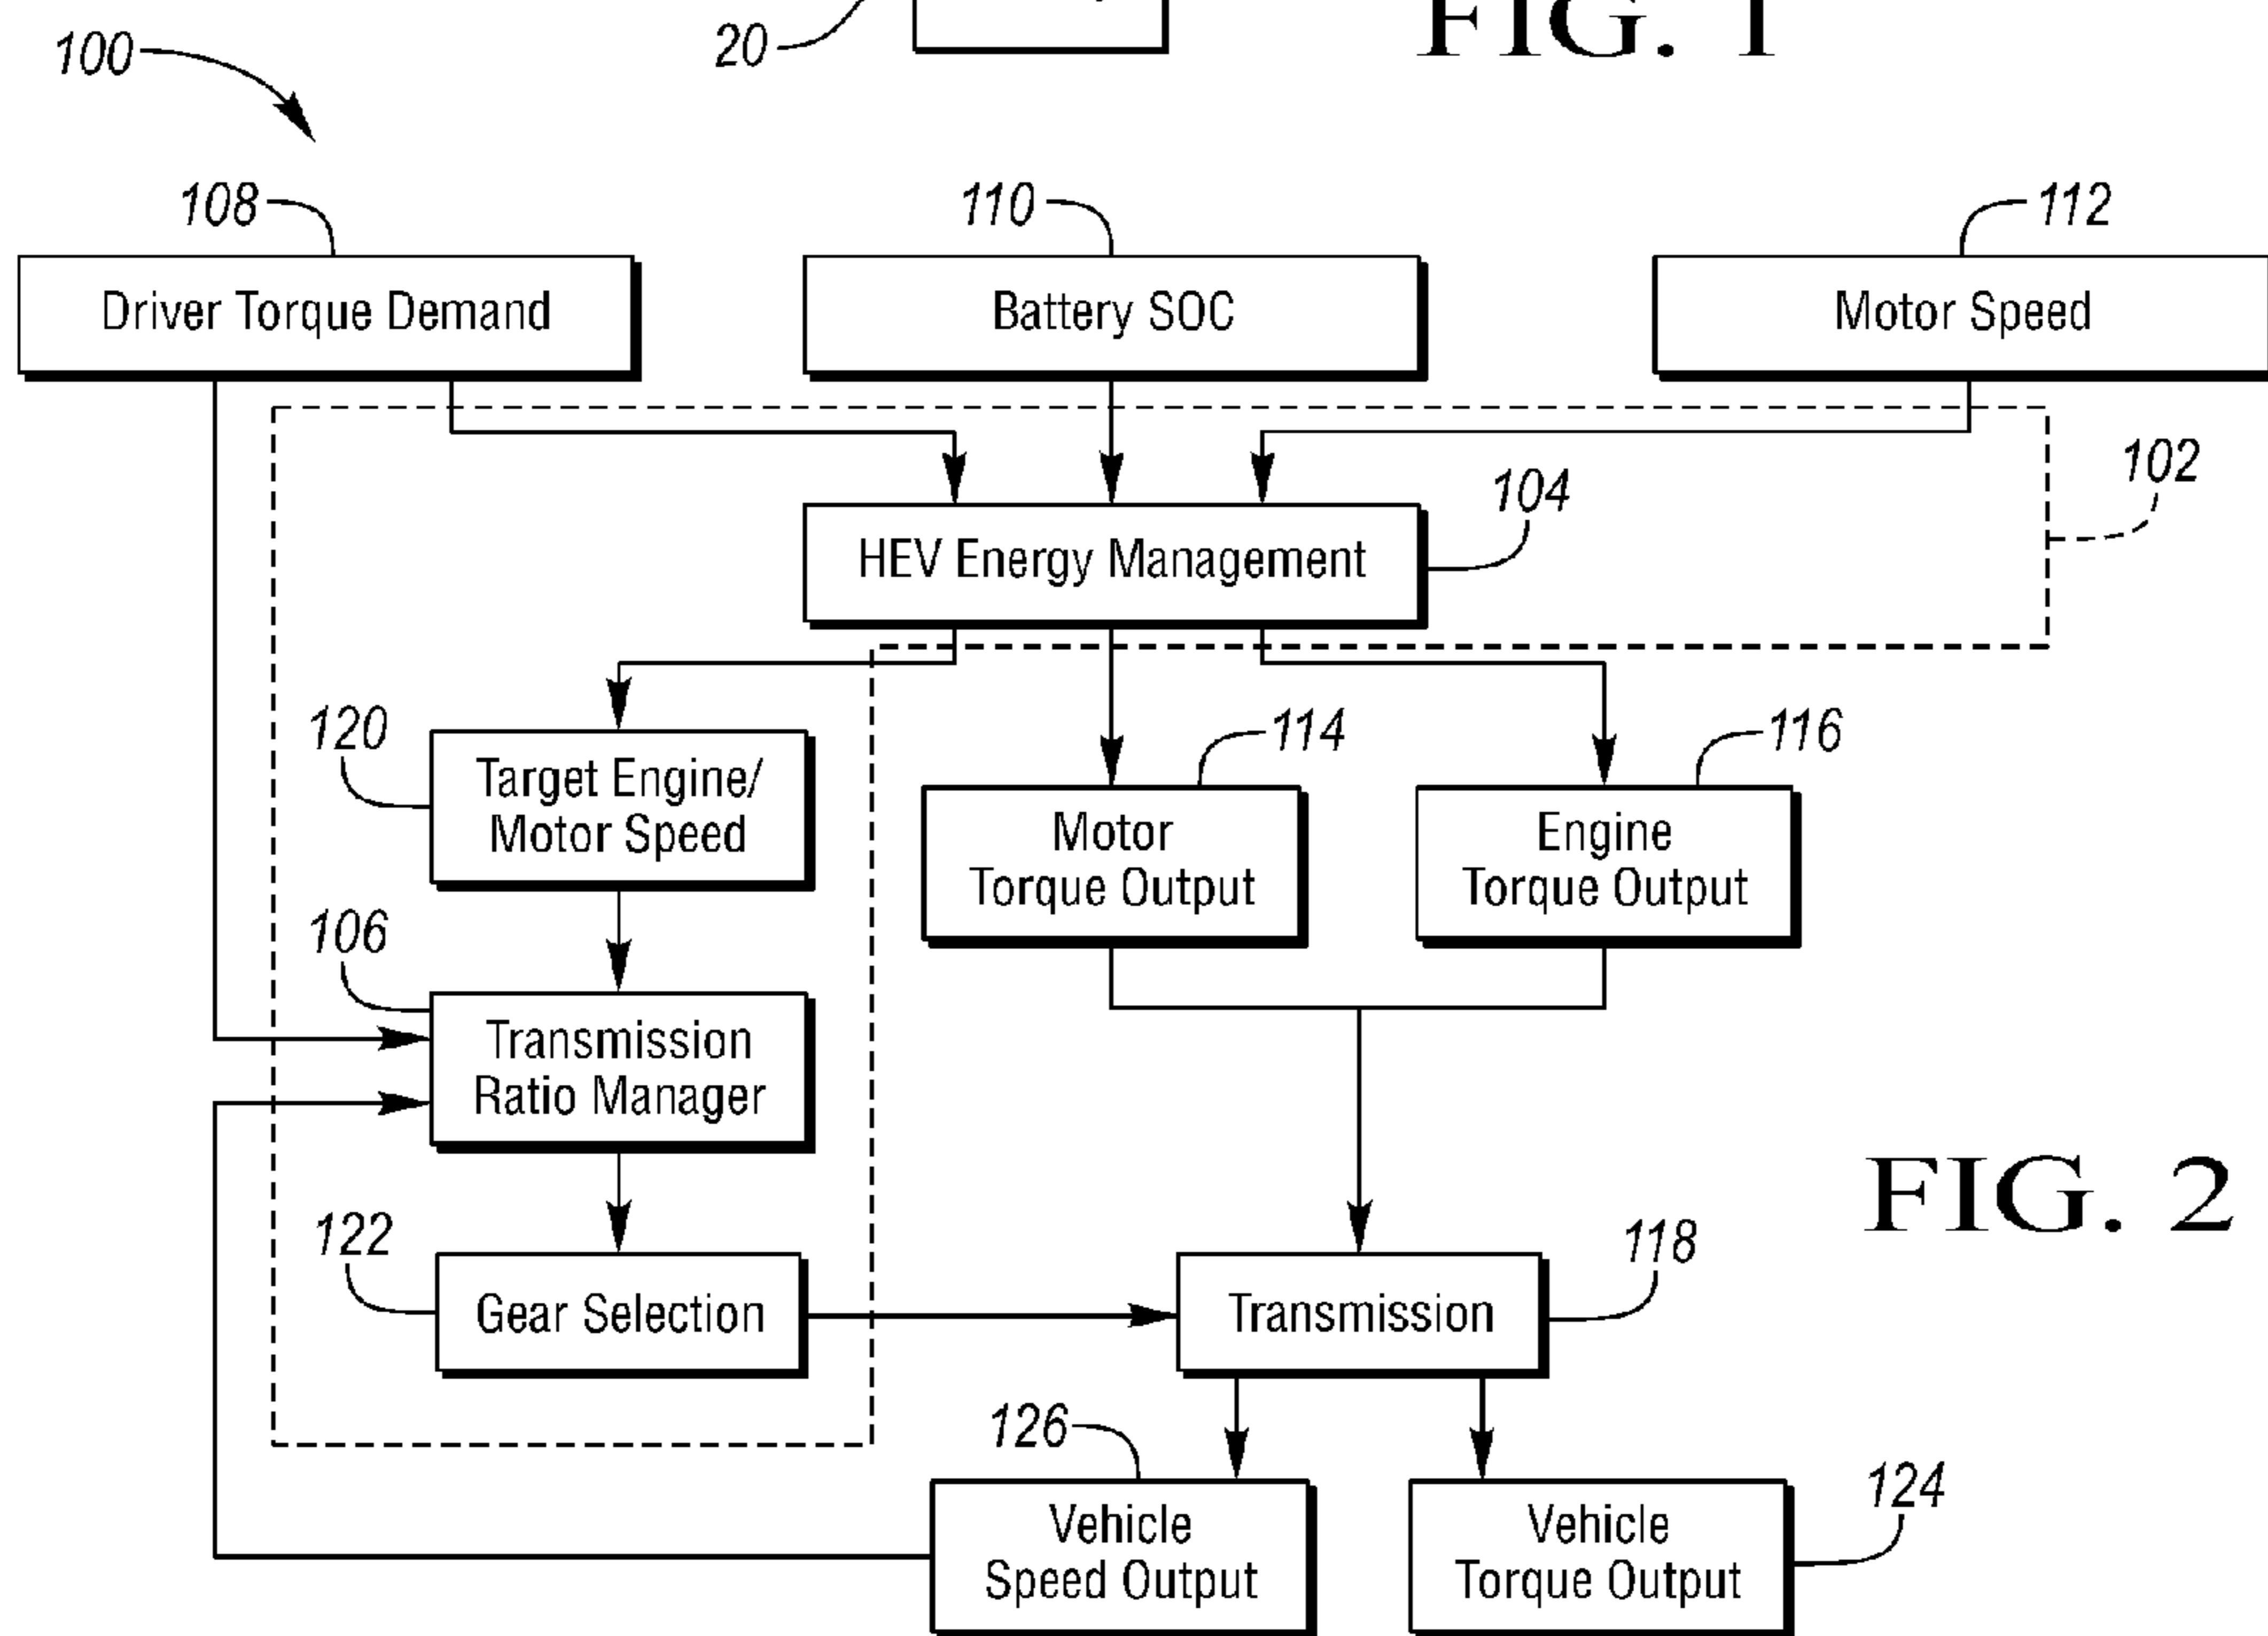 20
FIG. 1
100
108
110
112
Driver Torque Demand
Battery SOC
Motor Speed
102
104
HEV Energy Management
120
Target Engine/
Motor Speed
114
Motor
Torque Output
116
Engine
Torque Output
106
Transmission
Ratio Manager
FIG. 2
122
Gear Selection
118
Transmission
126
Vehicle
Speed Output
124
Vehicle
Torque Output